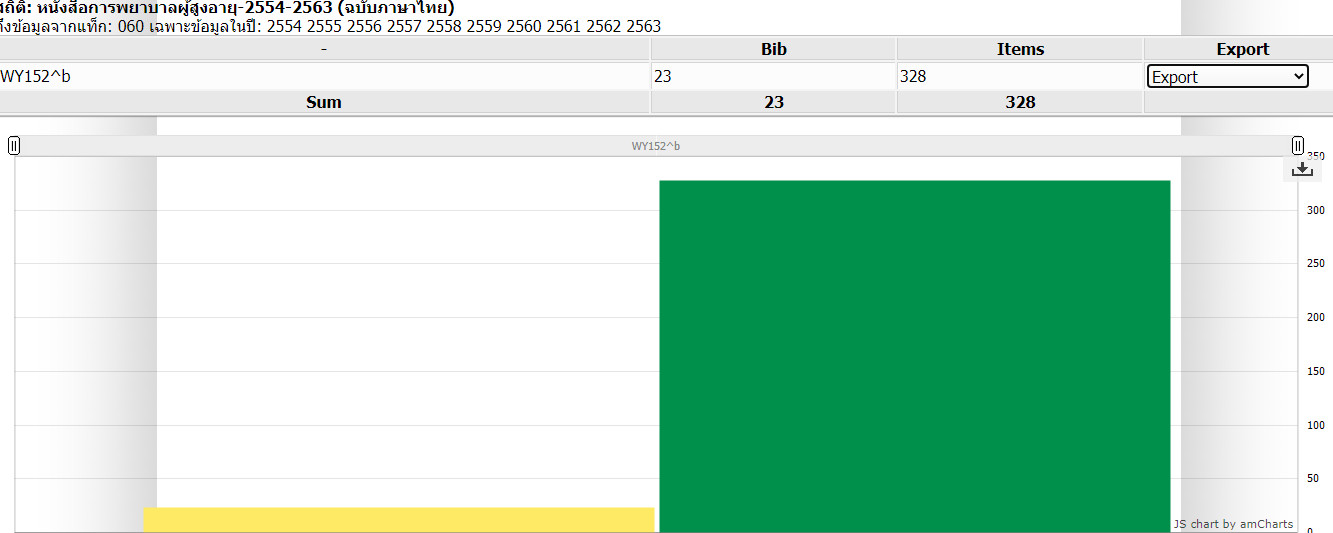 สถิติ: หนังสือการพยาบาลผู้สูงอายุ-2554-2563 (ฉบับภาษาไทย)
ดึงข้อมูลจากแท็ก: 060 เฉพาะข้อมูลในปี: 2554 2555 2556 2557 2558 2559 2560 2561 2562 2563
- Bib Items Export
WY152^b 23 328 Export
Sum 23 328
WY152^b
350
300
250
200
150
100
50
0
JS chart by amCharts